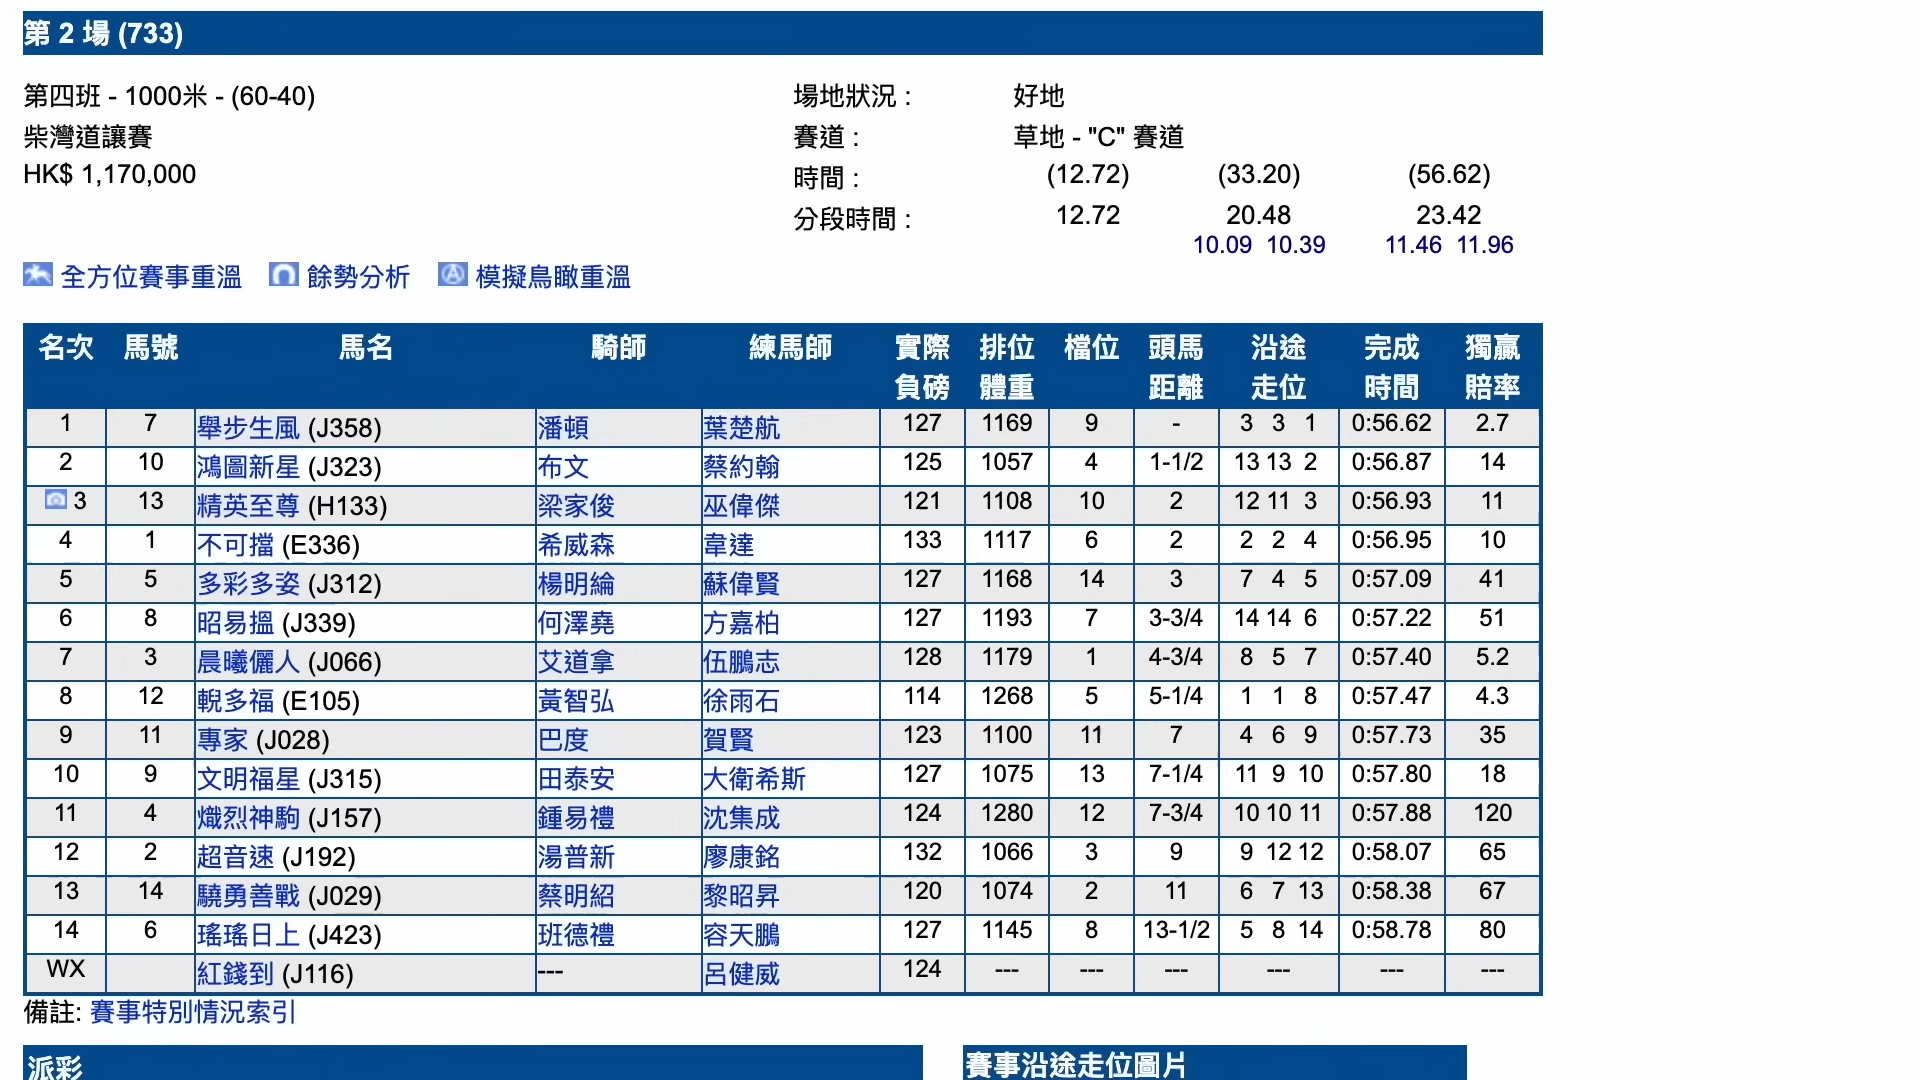 第 2 場 (733)
第四班 - 1000米 - (60-40)
場地狀況 : 好地
柴灣道讓賽
賽道 : 草地 - "C" 賽道
HK$ 1,170,000
時間 : (12.72) (33.20) (56.62)
分段時間 : 12.72 20.48 23.42
10.09 10.39 11.46 11.96
全方位賽事重溫 餘勢分析 模擬鳥瞰重溫
名次 馬號 馬名 騎師 練馬師 實際 排位 檔位 頭馬 沿途 完成 獨贏
負磅 體重 距離 走位 時間 賠率
1 7 舉步生風 (J358) 潘頓 葉楚航 127 1169 9 - 3 3 1 0:56.62 2.7
2 10 鴻圖新星 (J323) 布文 蔡約翰 125 1057 4 1-1/2 13 13 2 0:56.87 14
3 13 精英至尊 (H133) 梁家俊 巫偉傑 121 1108 10 2 12 11 3 0:56.93 11
4 1 不可擋 (E336) 希威森 韋達 133 1117 6 2 2 2 4 0:56.95 10
5 5 多彩多姿 (J312) 楊明綸 蘇偉賢 127 1168 14 3 7 4 5 0:57.09 41
6 8 昭易搵 (J339) 何澤堯 方嘉柏 127 1193 7 3-3/4 14 14 6 0:57.22 51
7 3 晨曦儷人 (J066) 艾道拿 伍鵬志 128 1179 1 4-3/4 8 5 7 0:57.40 5.2
8 12 輗多福 (E105) 黃智弘 徐雨石 114 1268 5 5-1/4 1 1 8 0:57.47 4.3
9 11 專家 (J028) 巴度 賀賢 123 1100 11 7 4 6 9 0:57.73 35
10 9 文明福星 (J315) 田泰安 大衛希斯 127 1075 13 7-1/4 11 9 10 0:57.80 18
11 4 熾烈神駒 (J157) 鍾易禮 沈集成 124 1280 12 7-3/4 10 10 11 0:57.88 120
12 2 超音速 (J192) 湯普新 廖康銘 132 1066 3 9 9 12 12 0:58.07 65
13 14 驍勇善戰 (J029) 蔡明紹 黎昭昇 120 1074 2 11 6 7 13 0:58.38 67
14 6 瑤瑤日上 (J423) 班德禮 容天鵬 127 1145 8 13-1/2 5 8 14 0:58.78 80
WX 紅錢到 (J116) --- 呂健威 124 --- --- --- --- --- ---
備註: 賽事特別情況索引
派彩 賽事沿途走位圖片